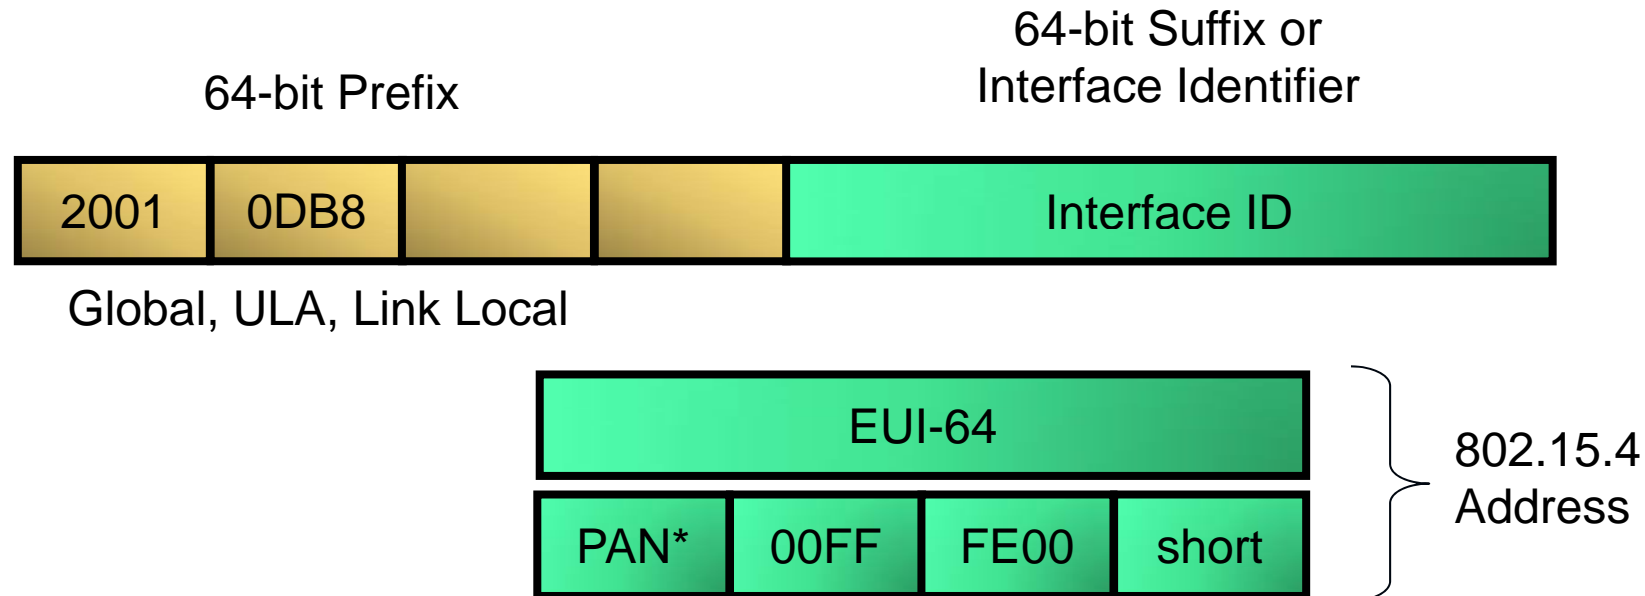 64-bit Prefix
64-bit Suffix or
Interface Identifier
2001 0DB8 Interface ID
Global, ULA, Link Local
EUI-64
PAN* 00FF FE00 short
802.15.4
Address